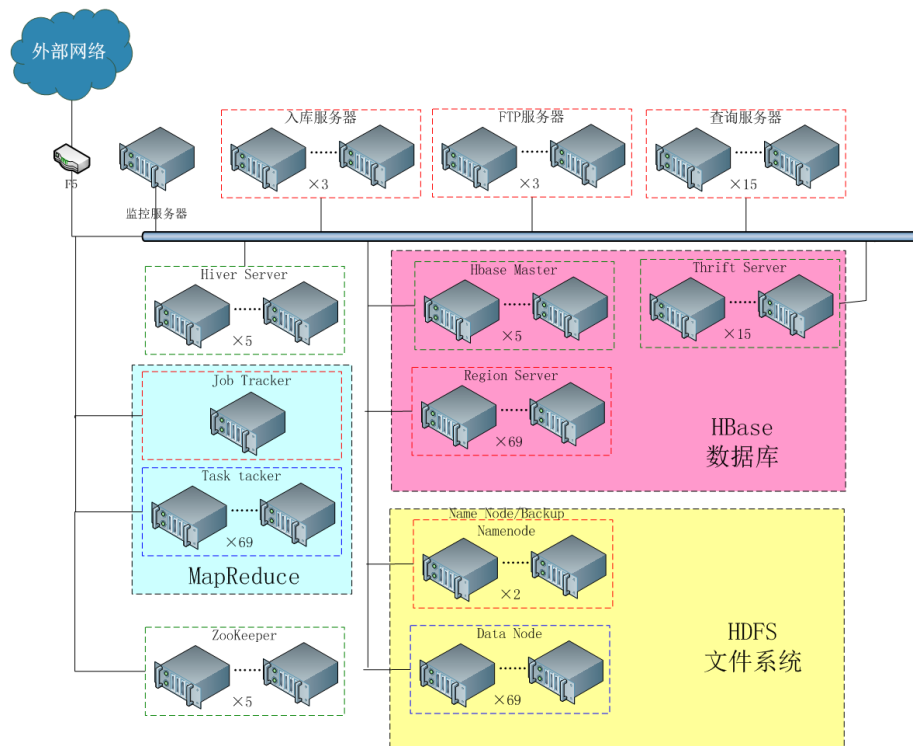 外部网络
入库服务器
FTP服务器
查询服务器
×3
×3
×15
F5
监控服务器
Hiver Server
×5
Hbase Master
×5
Thrift Server
×15
Job Tracker
Region Server
×69
HBase
数据库
Task tacker
×69
MapReduce
Name Node/Backup
Namenode
×2
HDFS
文件系统
ZooKeeper
×5
Data Node
×69